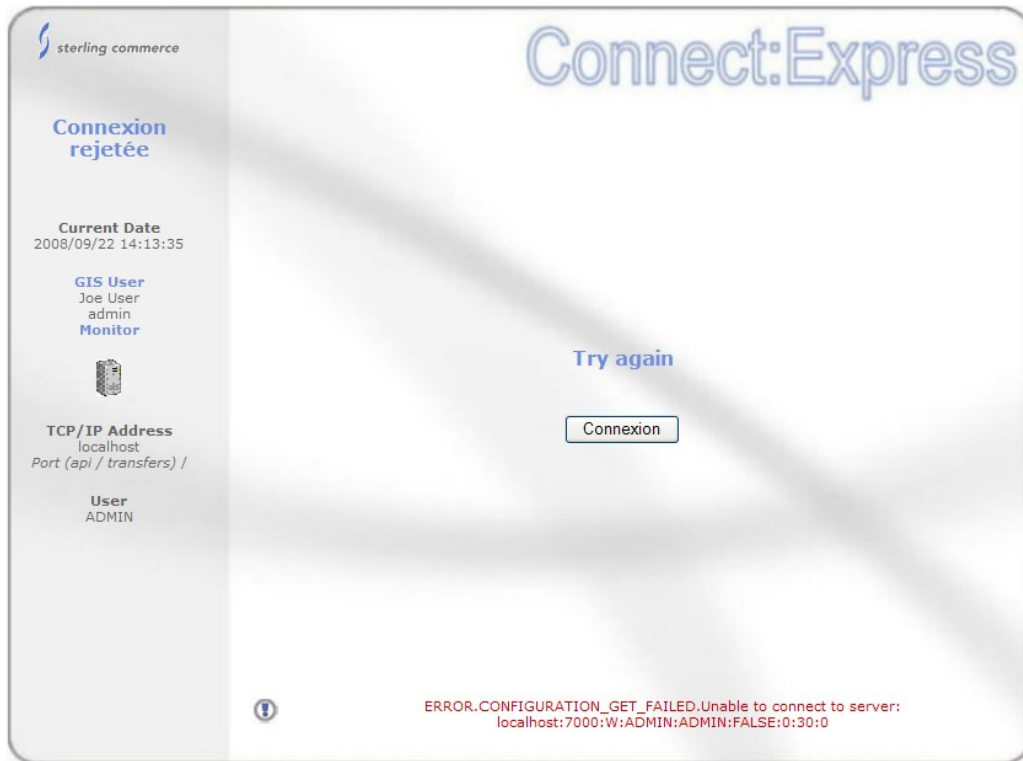 sterling commerce
Connect:Express
Connexion
rejetée
Current Date
2008/09/22 14:13:35
GIS User
Joe User
admin
Monitor
TCP/IP Address
localhost
Port (api / transfers) /
User
ADMIN
Try again
Connexion
ERROR.CONFIGURATION_GET_FAILED.Unable to connect to server:
localhost:7000:W:ADMIN:ADMIN:FALSE:0:30:0